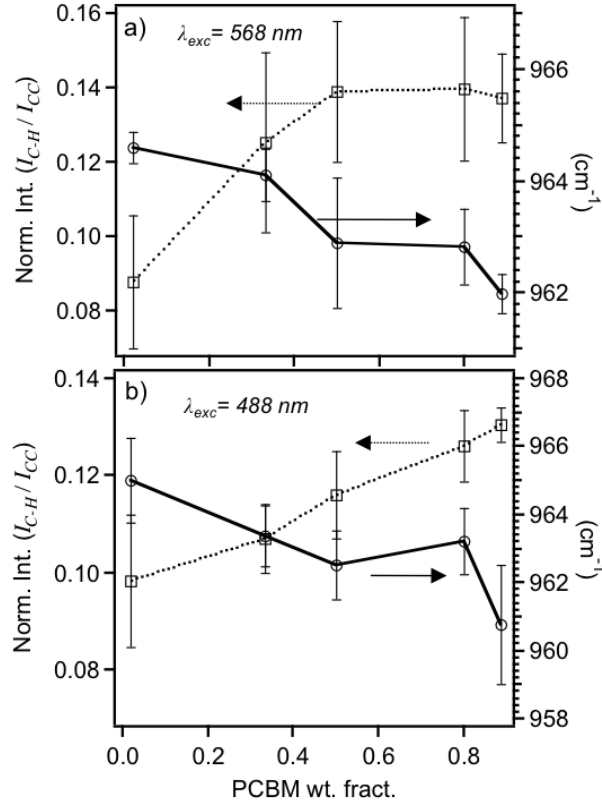 a)
λexc = 568 nm
0.16
0.14
0.12
0.10
0.08
Norm. Int. (IC-H / ICC)
966
964
962
(cm-1)
b)
λexc = 488 nm
0.14
0.12
0.10
0.08
Norm. Int. (IC-H / ICC)
968
966
964
962
960
958
(cm-1)
0.0 0.2 0.4 0.6 0.8
PCBM wt. fract.